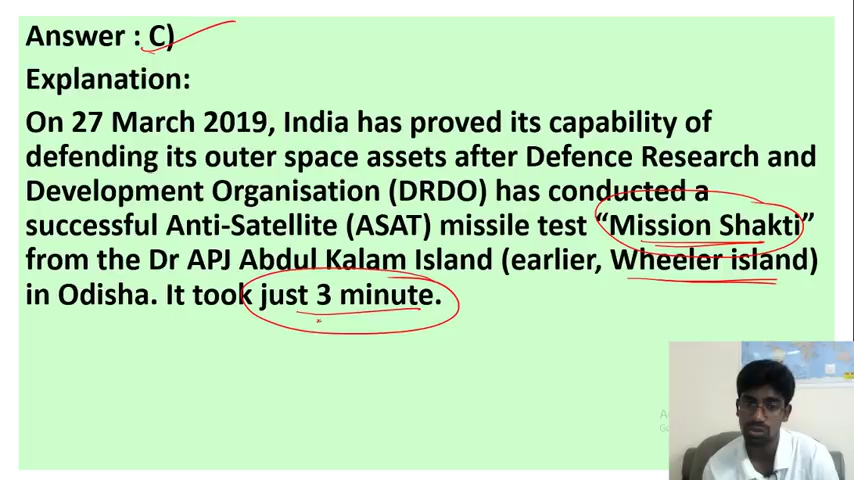 Answer : C)
Explanation:
On 27 March 2019, India has proved its capability of
defending its outer space assets after Defence Research and
Development Organisation (DRDO) has conducted a
successful Anti-Satellite (ASAT) missile test “Mission Shakti”
from the Dr APJ Abdul Kalam Island (earlier, Wheeler island)
in Odisha. It took just 3 minute.